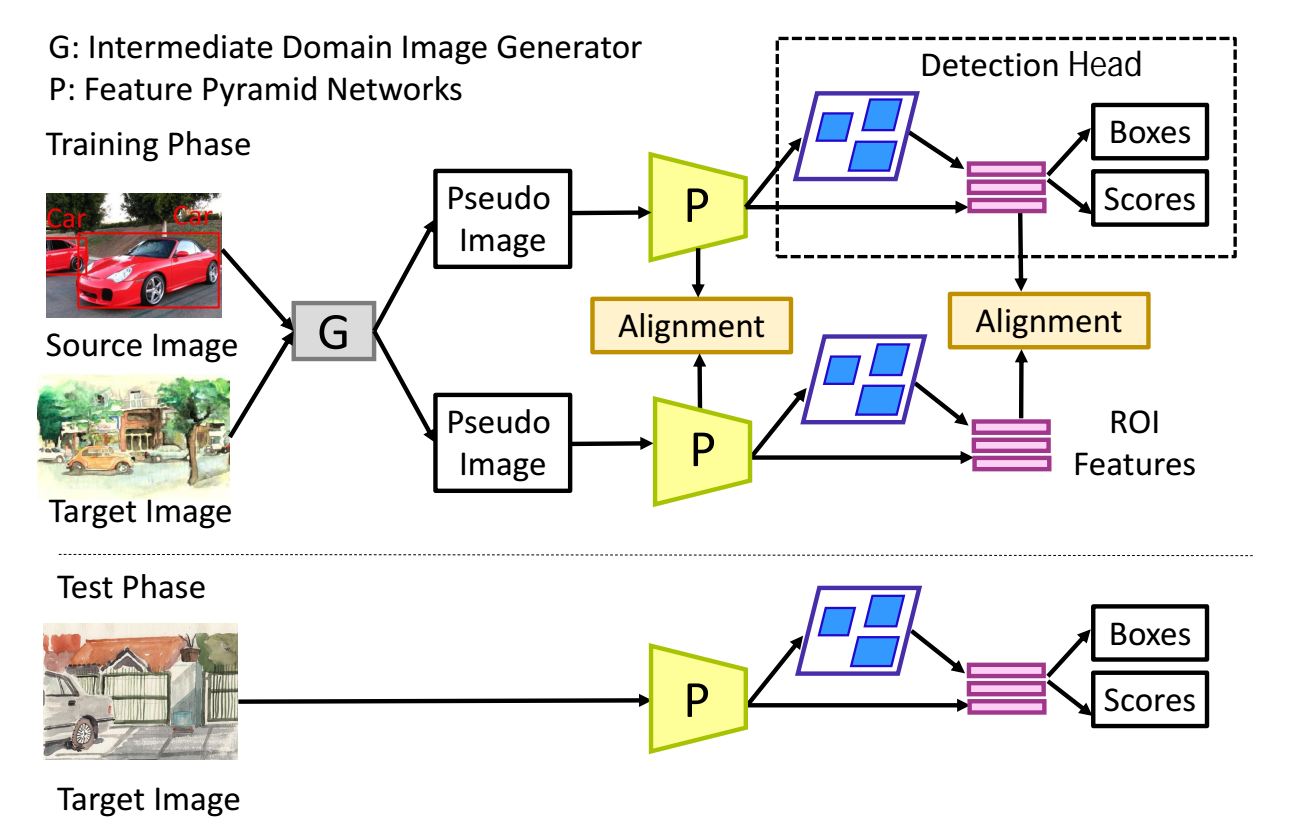 G: Intermediate Domain Image Generator
P: Feature Pyramid Networks
Training Phase
Detection Head
Car
Car
Source Image
Target Image
G
Pseudo
Image
Pseudo
Image
P
P
Alignment
Alignment
Boxes
Scores
ROI
Features
Test Phase
Target Image
P
Boxes
Scores